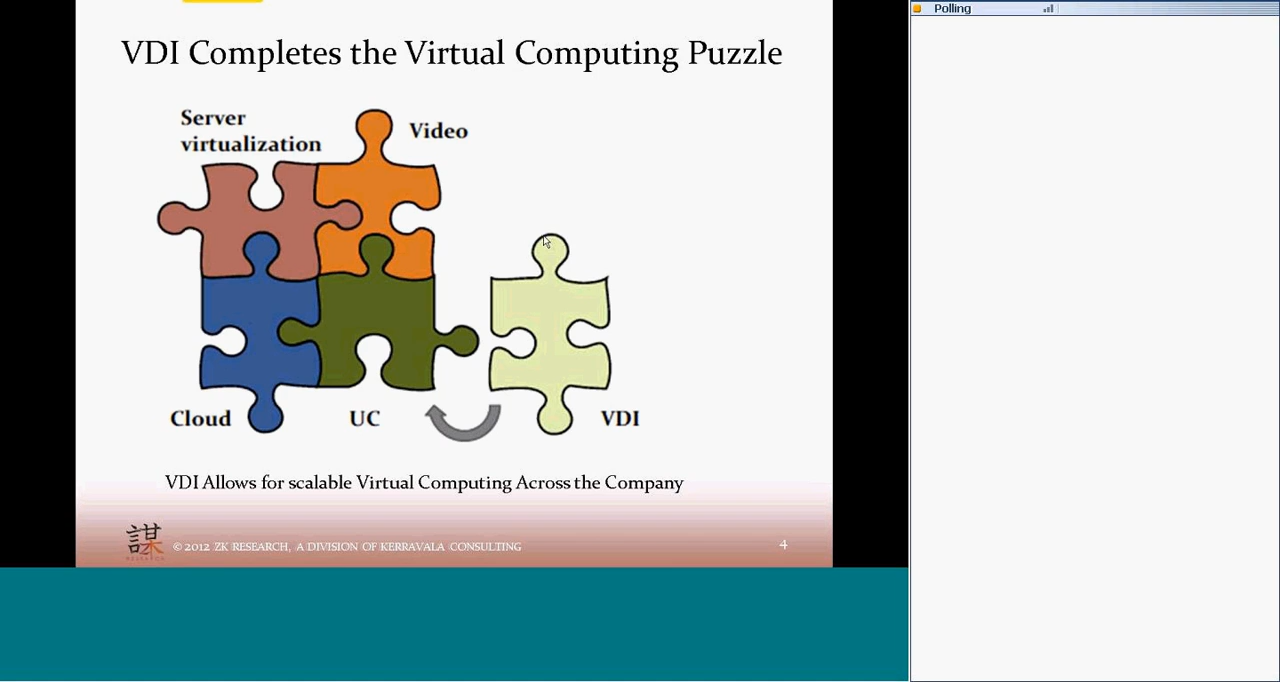 Polling
VDI Completes the Virtual Computing Puzzle
Server
virtualization
Video
Cloud
UC
VDI
VDI Allows for scalable Virtual Computing Across the Company
謀
© 2012 ZK RESEARCH, A DIVISION OF KERRAVALA CONSULTING
4